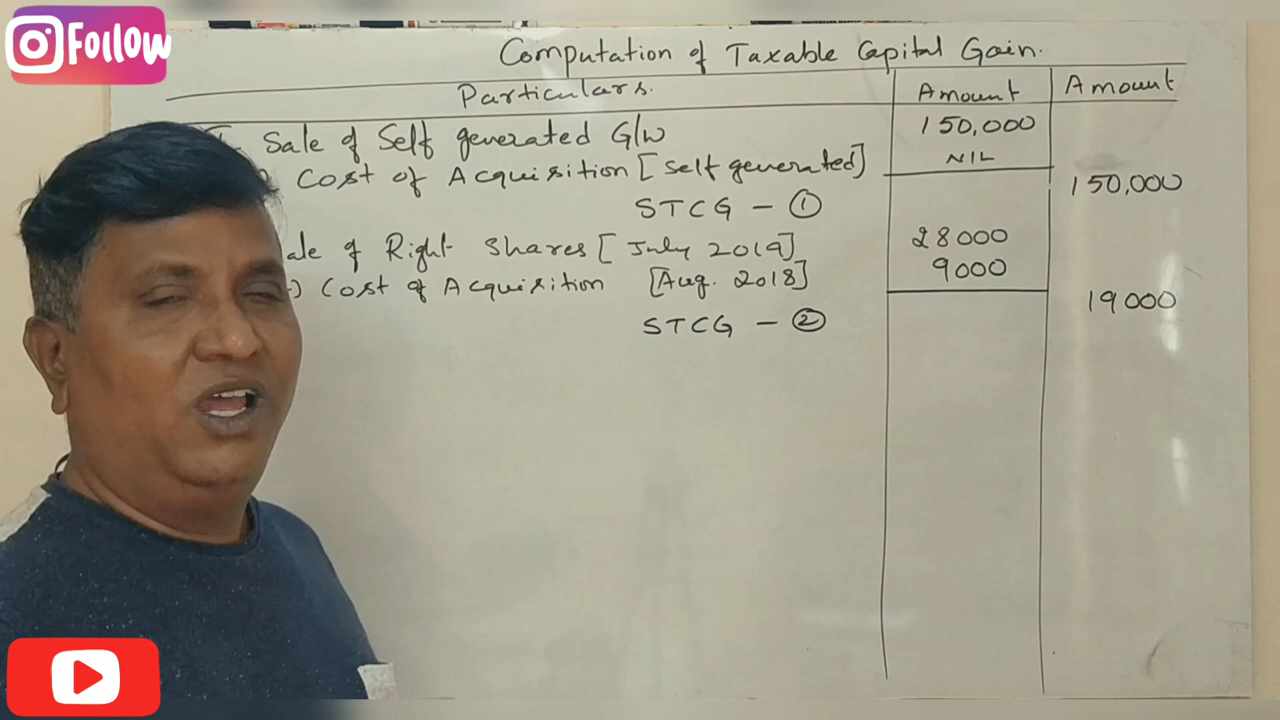 Follow
Computation of Taxable Capital Gain.
Particulars. Amount Amount
Sale of Self generated G/W 150,000
Cost of Acquisition [Self generated] NIL
STCG - ① 150,000
ale of Right Shares [July 2019] 28000
-) Cost of Acquisition [Aug. 2018] 9000
STCG - ② 19000